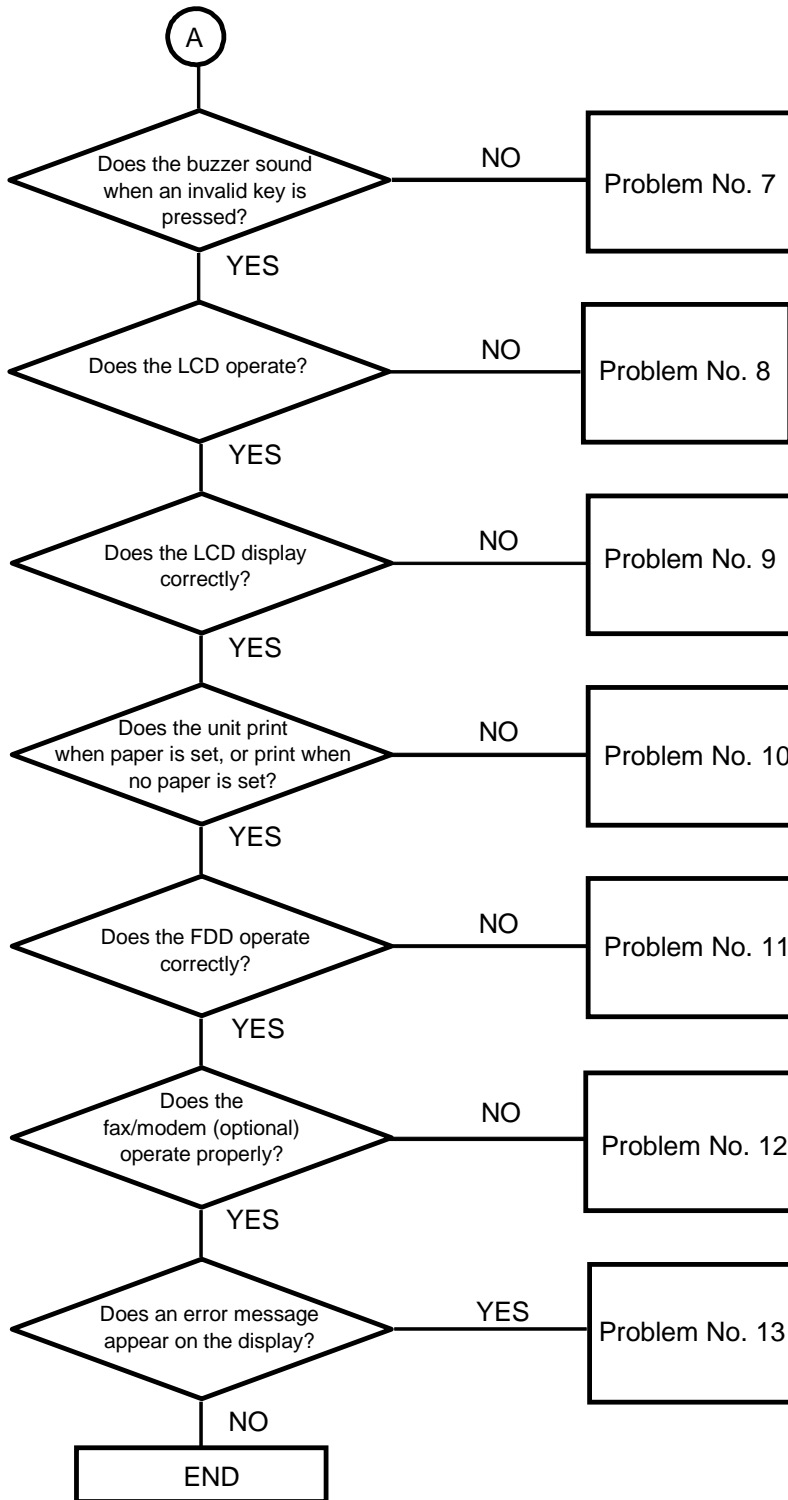 A
Does the buzzer sound
when an invalid key is
pressed?
NO
Problem No. 7
YES
Does the LCD operate?
NO
Problem No. 8
YES
Does the LCD display
correctly?
NO
Problem No. 9
YES
Does the unit print
when paper is set, or print when
no paper is set?
NO
Problem No. 10
YES
Does the FDD operate
correctly?
NO
Problem No. 11
YES
Does the
fax/modem (optional)
operate properly?
NO
Problem No. 12
YES
Does an error message
appear on the display?
YES
Problem No. 13
NO
END